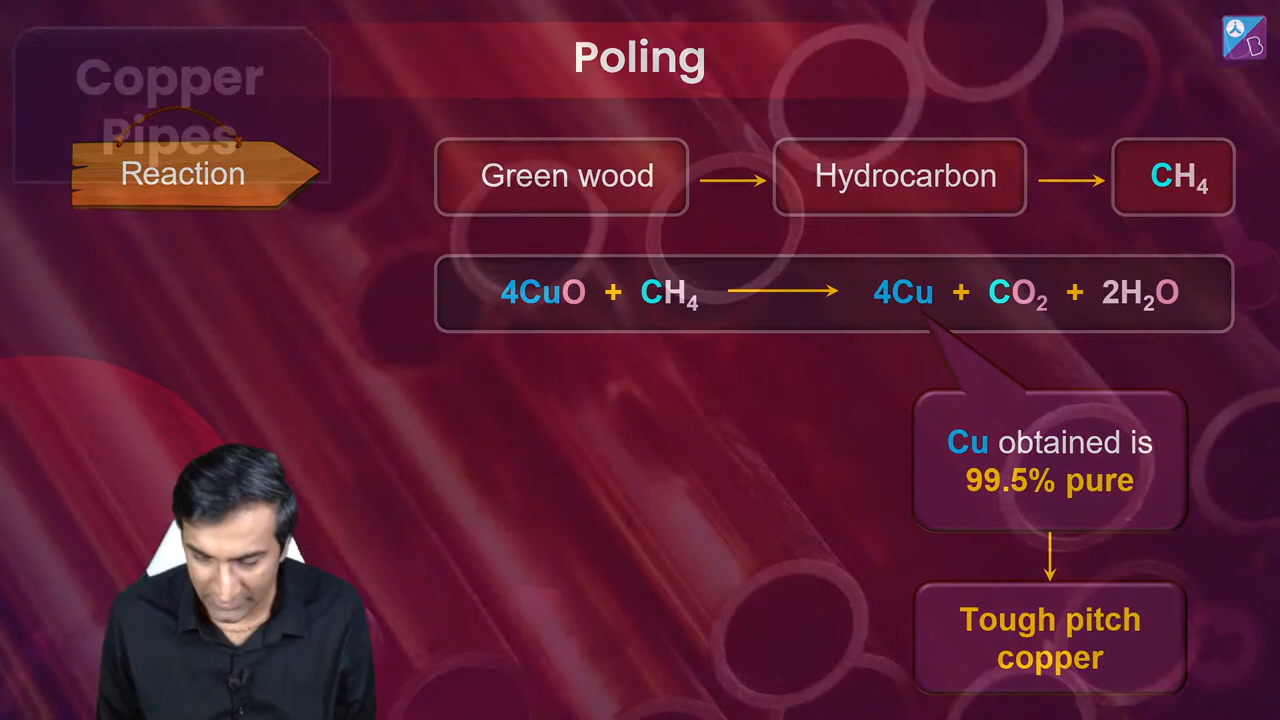 Poling
Copper
Pipes
Reaction
Green wood → Hydrocarbon → CH₄
4CuO + CH₄ → 4Cu + CO₂ + 2H₂O
Cu obtained is
99.5% pure
Tough pitch
copper
B